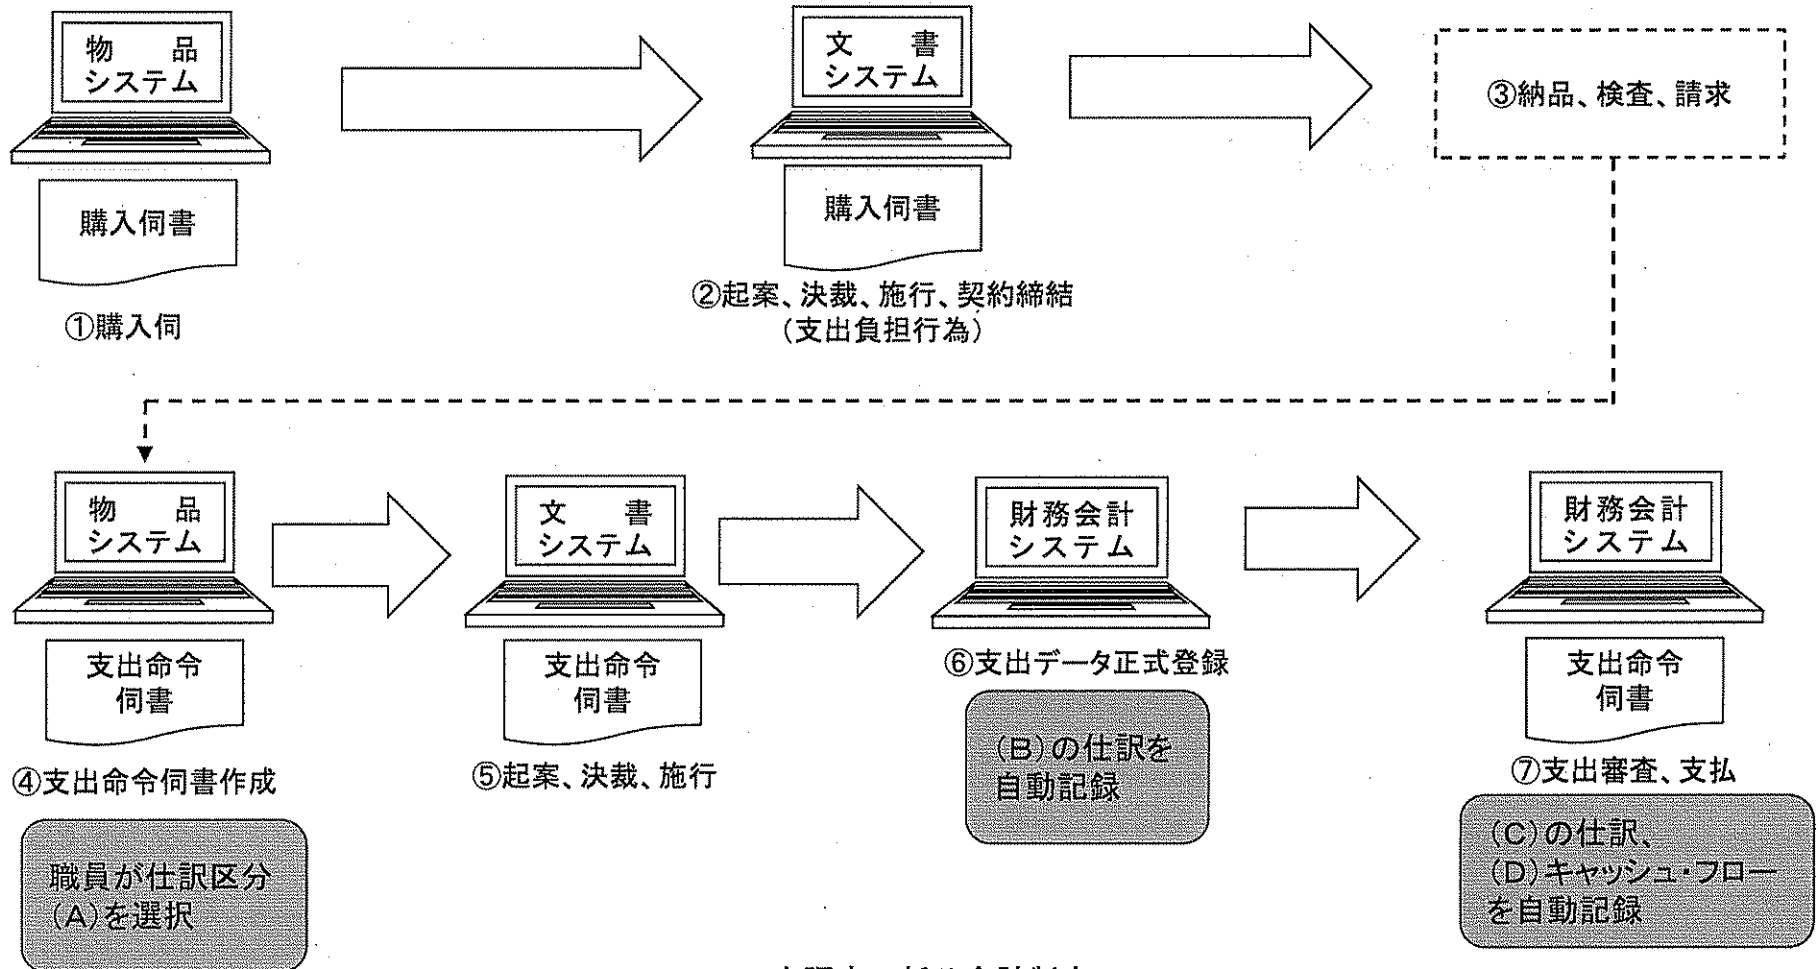 物　品
システム
購入伺書
①購入伺
文　書
システム
購入伺書
②起案、決裁、施行、契約締結
（支出負担行為）
③納品、検査、請求
物　品
システム
支出命令
伺書
④支出命令伺書作成
職員が仕訳区分
（A）を選択
文　書
システム
支出命令
伺書
⑤起案、決裁、施行
財務会計
システム
⑥支出データ正式登録
（B）の仕訳を
自動記録
財務会計
システム
支出命令
伺書
⑦支出審査、支払
（C）の仕訳、
（D）キャッシュ・フロー
を自動記録